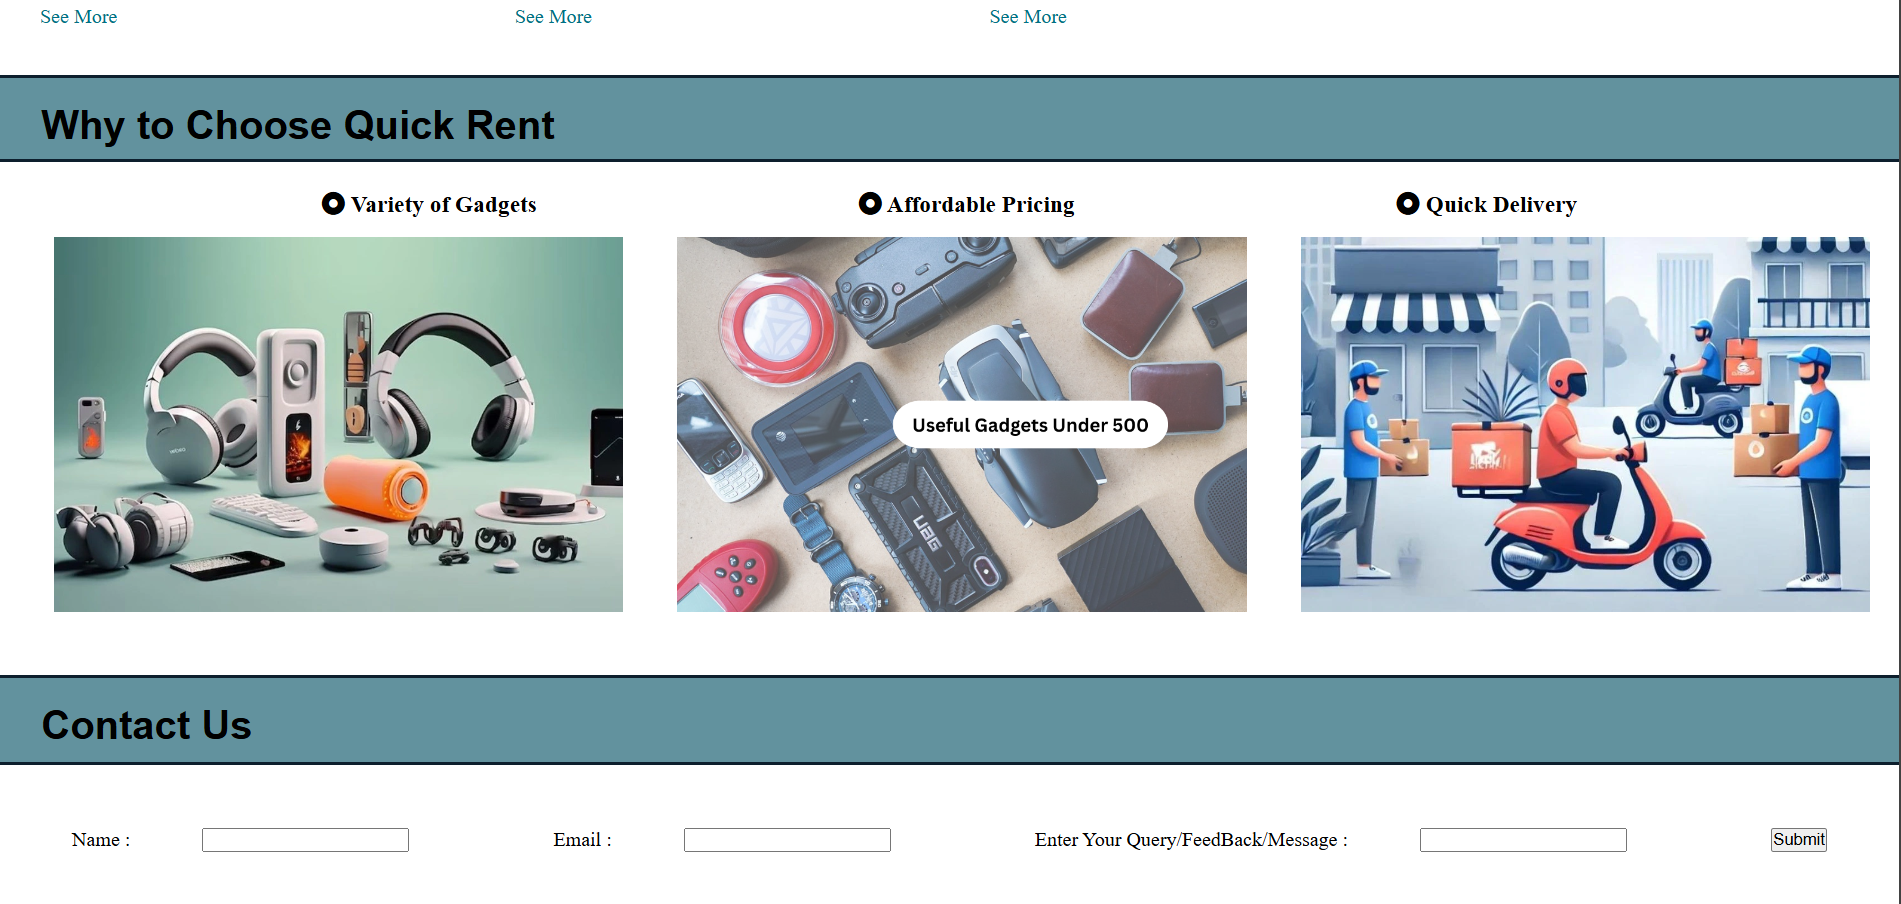 See More See More See More
Why to Choose Quick Rent
Variety of Gadgets Affordable Pricing Quick Delivery
Useful Gadgets Under 500
UAG
Contact Us
Name : Email : Enter Your Query/FeedBack/Message : Submit